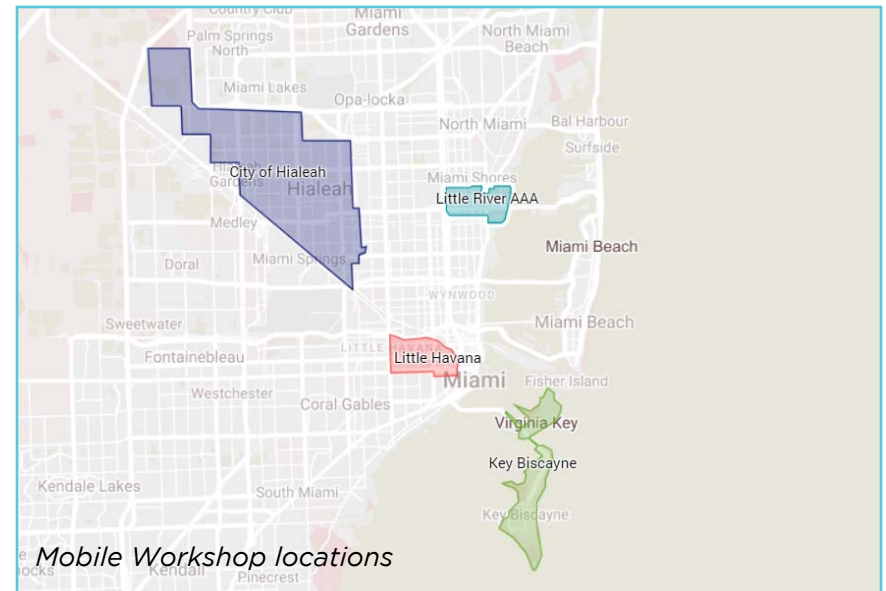 Country Club
Miami
Gardens
Palm Springs
North
North Miami
Beach
Miami Lakes
Opa-locka
North Miami
Bal Harbour
Surfside
City of Hialeah
Hialeah
Gardens
Hialeah
Miami Shores
Little River AAA
Medley
Miami Beach
Doral
Miami Springs
WYNWOOD
Sweetwater
Miami Beach
Fontainebleau
LITTLE HAVANA
Little Havana
Miami
Fisher Island
Westchester
Coral Gables
Virginia Key
Key Biscayne
Kendale Lakes
South Miami
Key Biscayne
Mobile Workshop locations
Kendall
Pinecrest